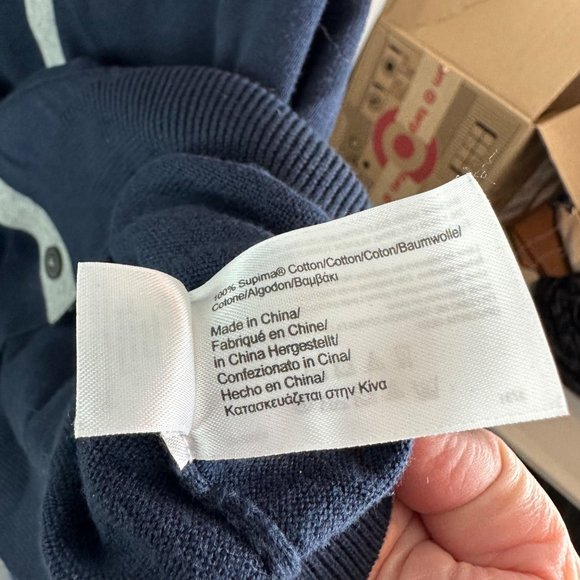 100% Supima® Cotton/Cotton/Coton/Baumwolle/
Cotone/Algodon/Βαμβάκι
Made in China/
Fabriqué en Chine/
in China Hergestellt/
Confezionato in Cina/
Hecho en China/
Κατασκευάζεται στην Κίνα